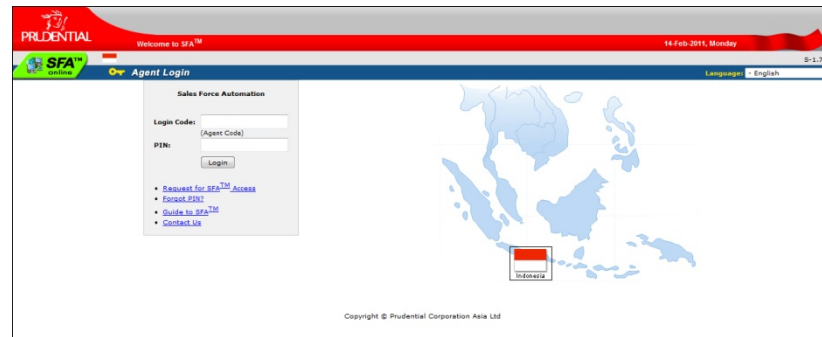 PRUDENTIAL
Welcome to SFA™
14-Feb-2011, Monday
S-1.7
SFA™
online
Agent Login
Language: - English
Sales Force Automation
Login Code:
(Agent Code)
PIN:
Login
Request for SFA™ Access
Forgot PIN?
Guide to SFA™
Contact Us
Indonesia
Copyright © Prudential Corporation Asia Ltd